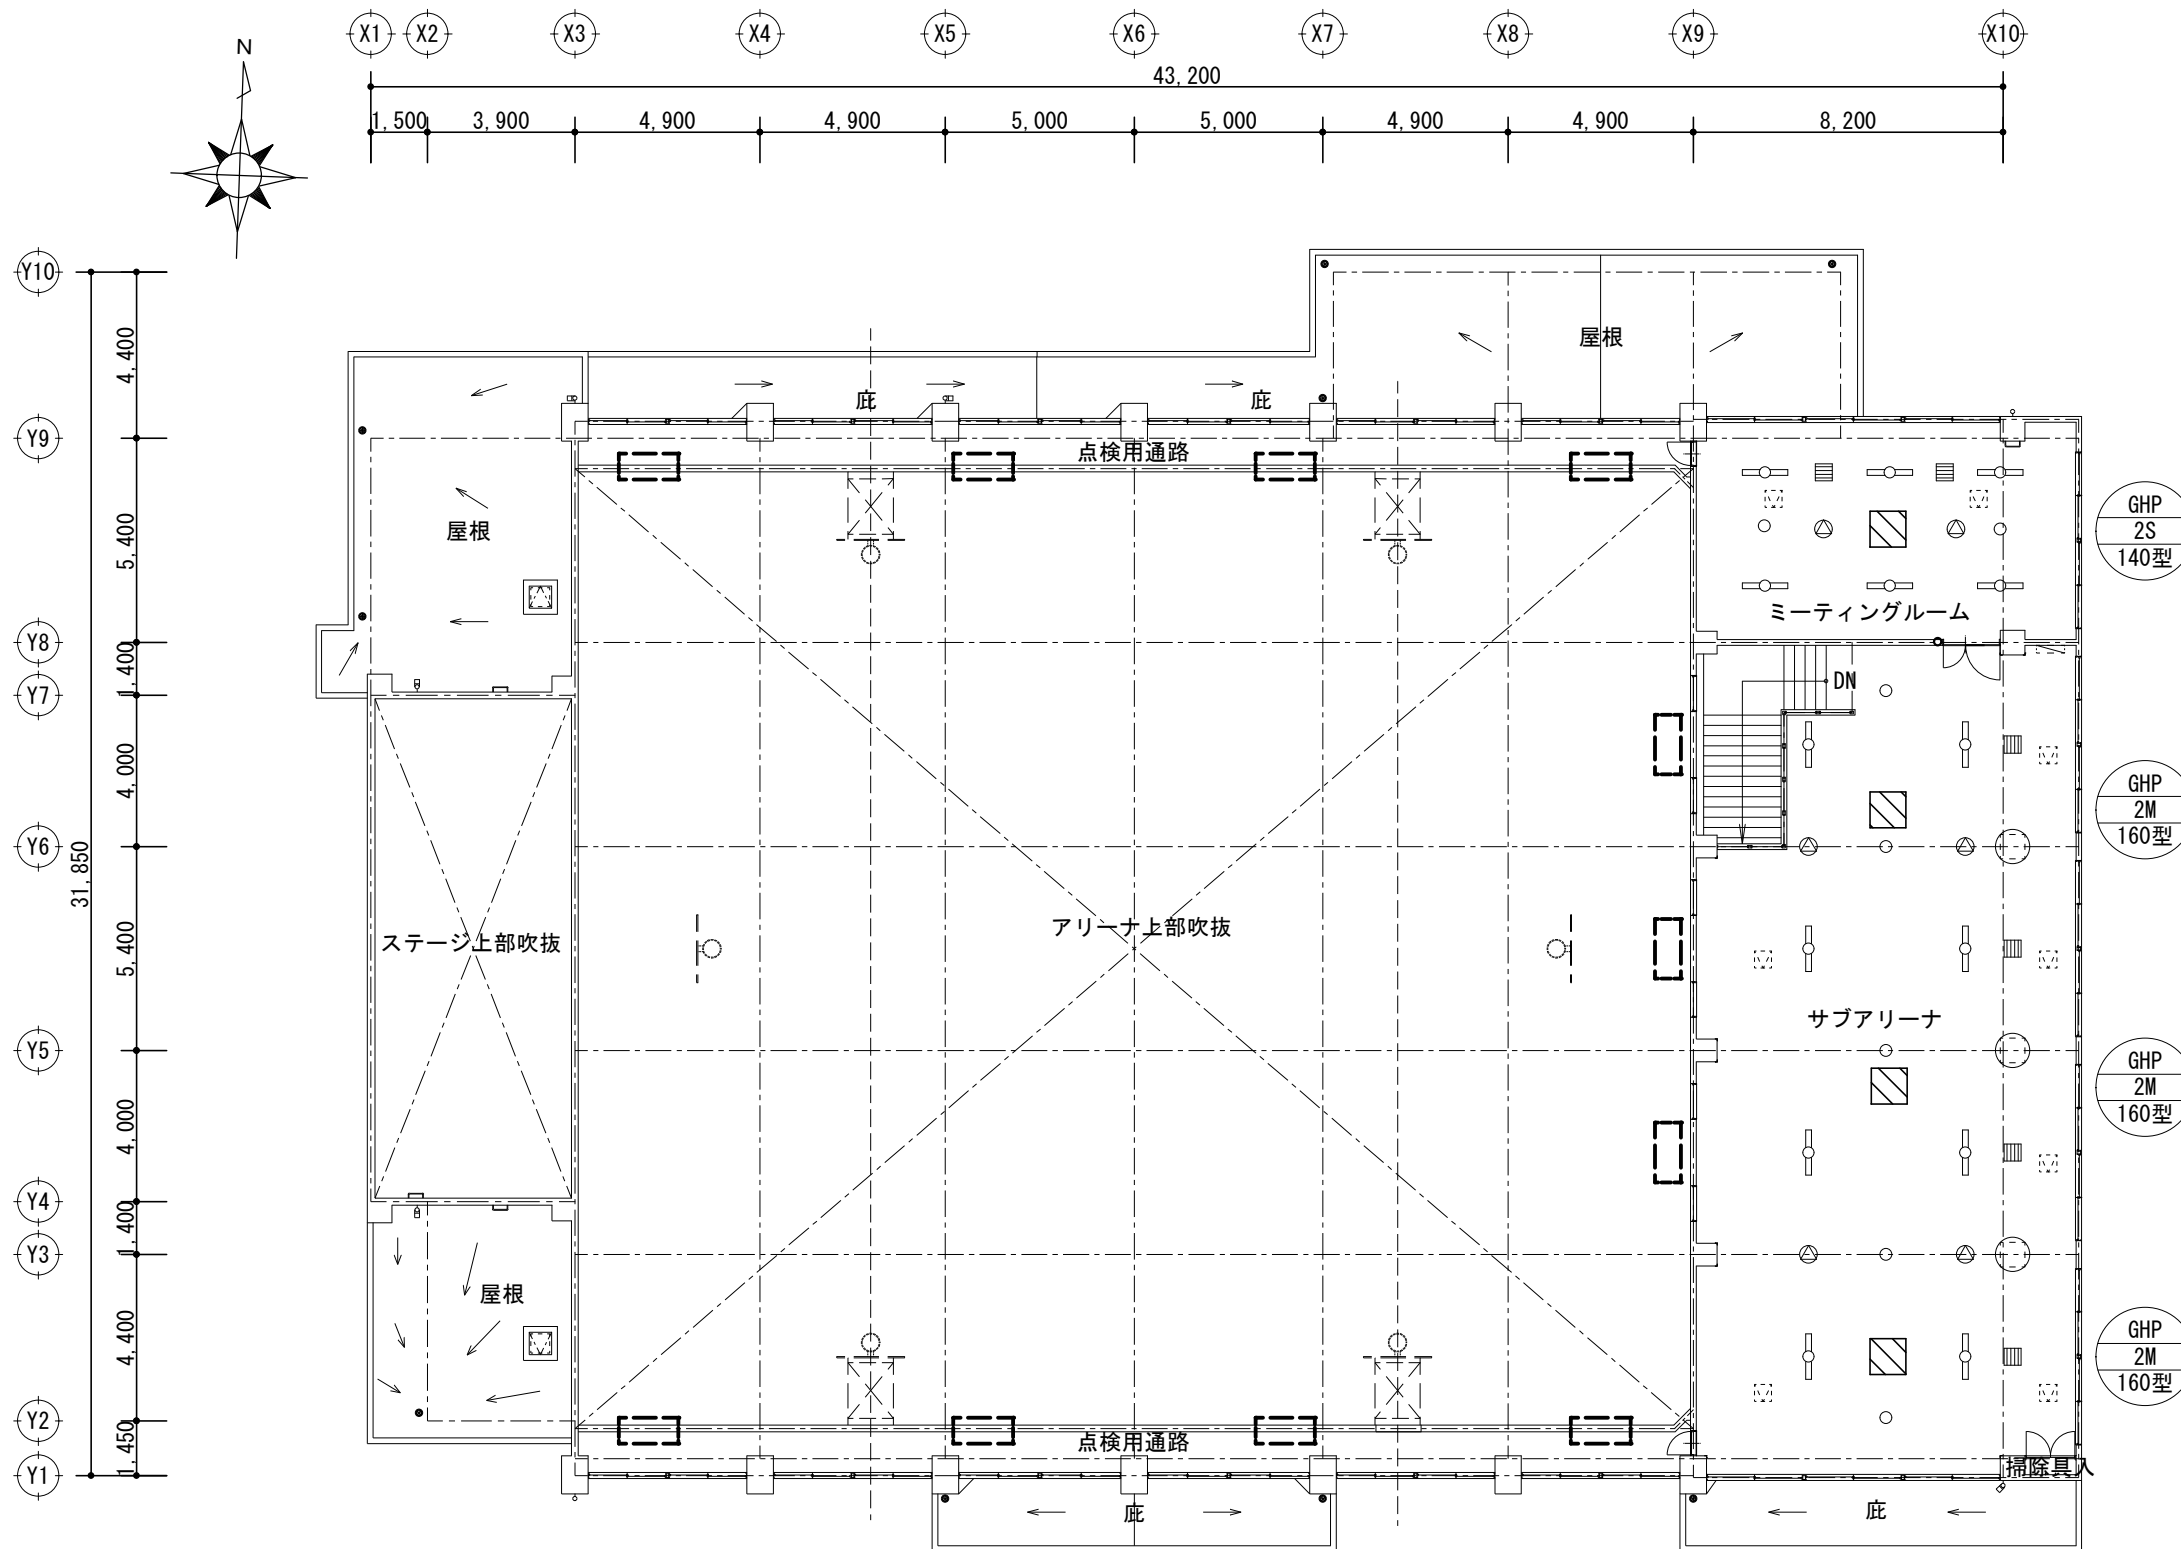 X1 X2 X3 X4 X5 X6 X7 X8 X9 X10
N
43,200
1,500 3,900 4,900 4,900 5,000 5,000 4,900 4,900 8,200
Y10
4,400
屋根
庇 庇
Y9
点検用通路
屋根
5,400
GHP
2S
140型
ミーティングルーム
Y8
1,400
Y7
DN
4,000
GHP
2M
160型
Y6
31,850
5,400
ステージ上部吹抜
アリーナ上部吹抜
サブアリーナ
Y5
GHP
2M
160型
4,000
Y4
1,400
Y3
屋根
4,400
GHP
2M
160型
Y2
1,450
点検用通路
Y1
掃除具入
庇 庇